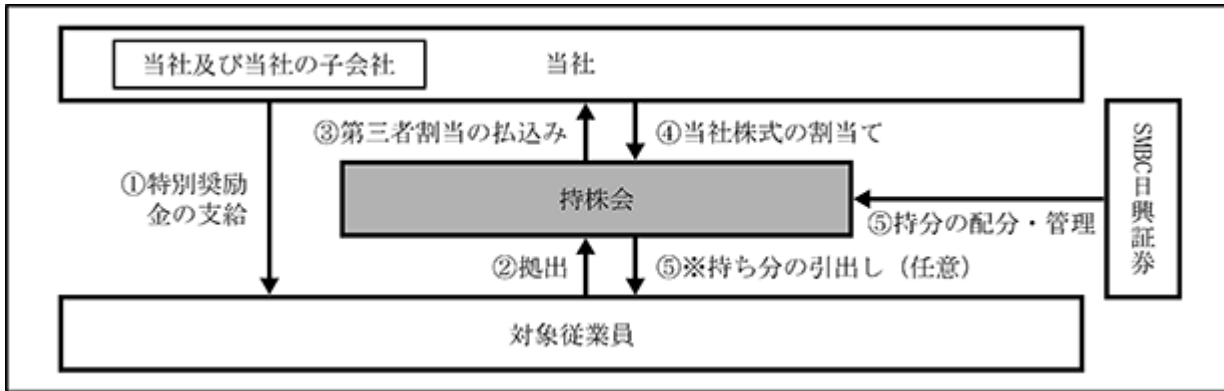 当社及び当社の子会社
当社
③第三者割当の払込み
④当社株式の割当て
①特別奨励
金の支給
持株会
⑤持分の配分・管理
SMBC日興証券
②拠出
⑤※持ち分の引出し（任意）
対象従業員